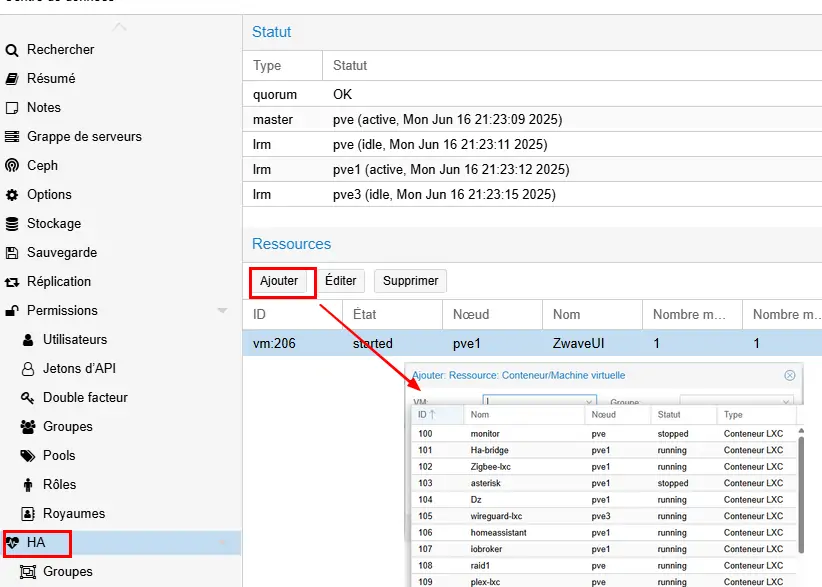 Rechercher
Résumé
Notes
Grappe de serveurs
Ceph
Options
Stockage
Sauvegarde
Réplication
Permissions
Utilisateurs
Jetons d'API
Double facteur
Groupes
Pools
Rôles
Royaumes
HA
Groupes
Statut
Type Statut
quorum OK
master pve (active, Mon Jun 16 21:23:09 2025)
lrm pve (idle, Mon Jun 16 21:23:11 2025)
lrm pve1 (active, Mon Jun 16 21:23:12 2025)
lrm pve3 (idle, Mon Jun 16 21:23:15 2025)
Ressources
Ajouter Éditer Supprimer
ID État Nœud Nom Nombre m... Nombre m...
vm:206 started pve1 ZwaveUI 1 1
Ajouter: Ressource: Conteneur/Machine virtuelle
VM: Groupe:
ID Nom Nœud Statut Type
100 monitor pve stopped Conteneur LXC
101 Ha-bridge pve1 running Conteneur LXC
102 Zigbee-lxc pve1 running Conteneur LXC
103 asterisk pve1 stopped Conteneur LXC
104 Dz pve1 running Conteneur LXC
105 wireguard-lxc pve3 running Conteneur LXC
106 homeassistant pve1 running Conteneur LXC
107 iobroker pve1 running Conteneur LXC
108 raid1 pve running Conteneur LXC
109 plex-lxc pve running Conteneur LXC